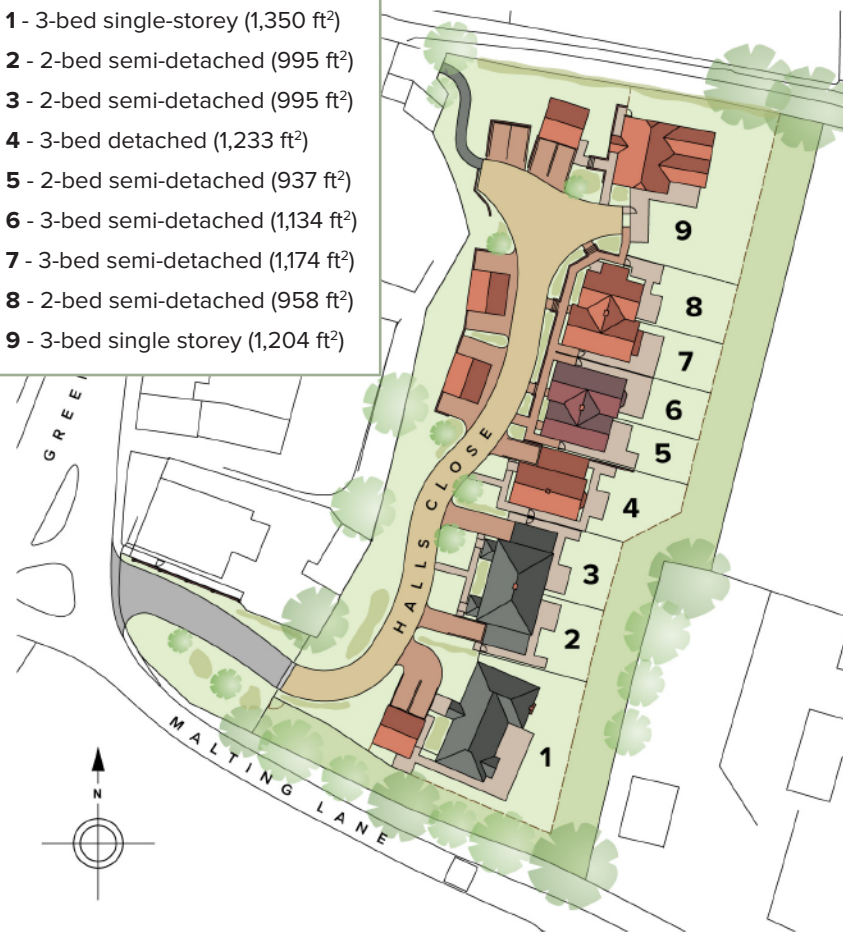 1 - 3-bed single-storey (1,350 ft²)
2 - 2-bed semi-detached (995 ft²)
3 - 2-bed semi-detached (995 ft²)
4 - 3-bed detached (1,233 ft²)
5 - 2-bed semi-detached (937 ft²)
6 - 3-bed semi-detached (1,134 ft²)
7 - 3-bed semi-detached (1,174 ft²)
8 - 2-bed semi-detached (958 ft²)
9 - 3-bed single storey (1,204 ft²)
9
8
7
6
5
4
3
2
1
HALLS CLOSE
MALTING LANE
N